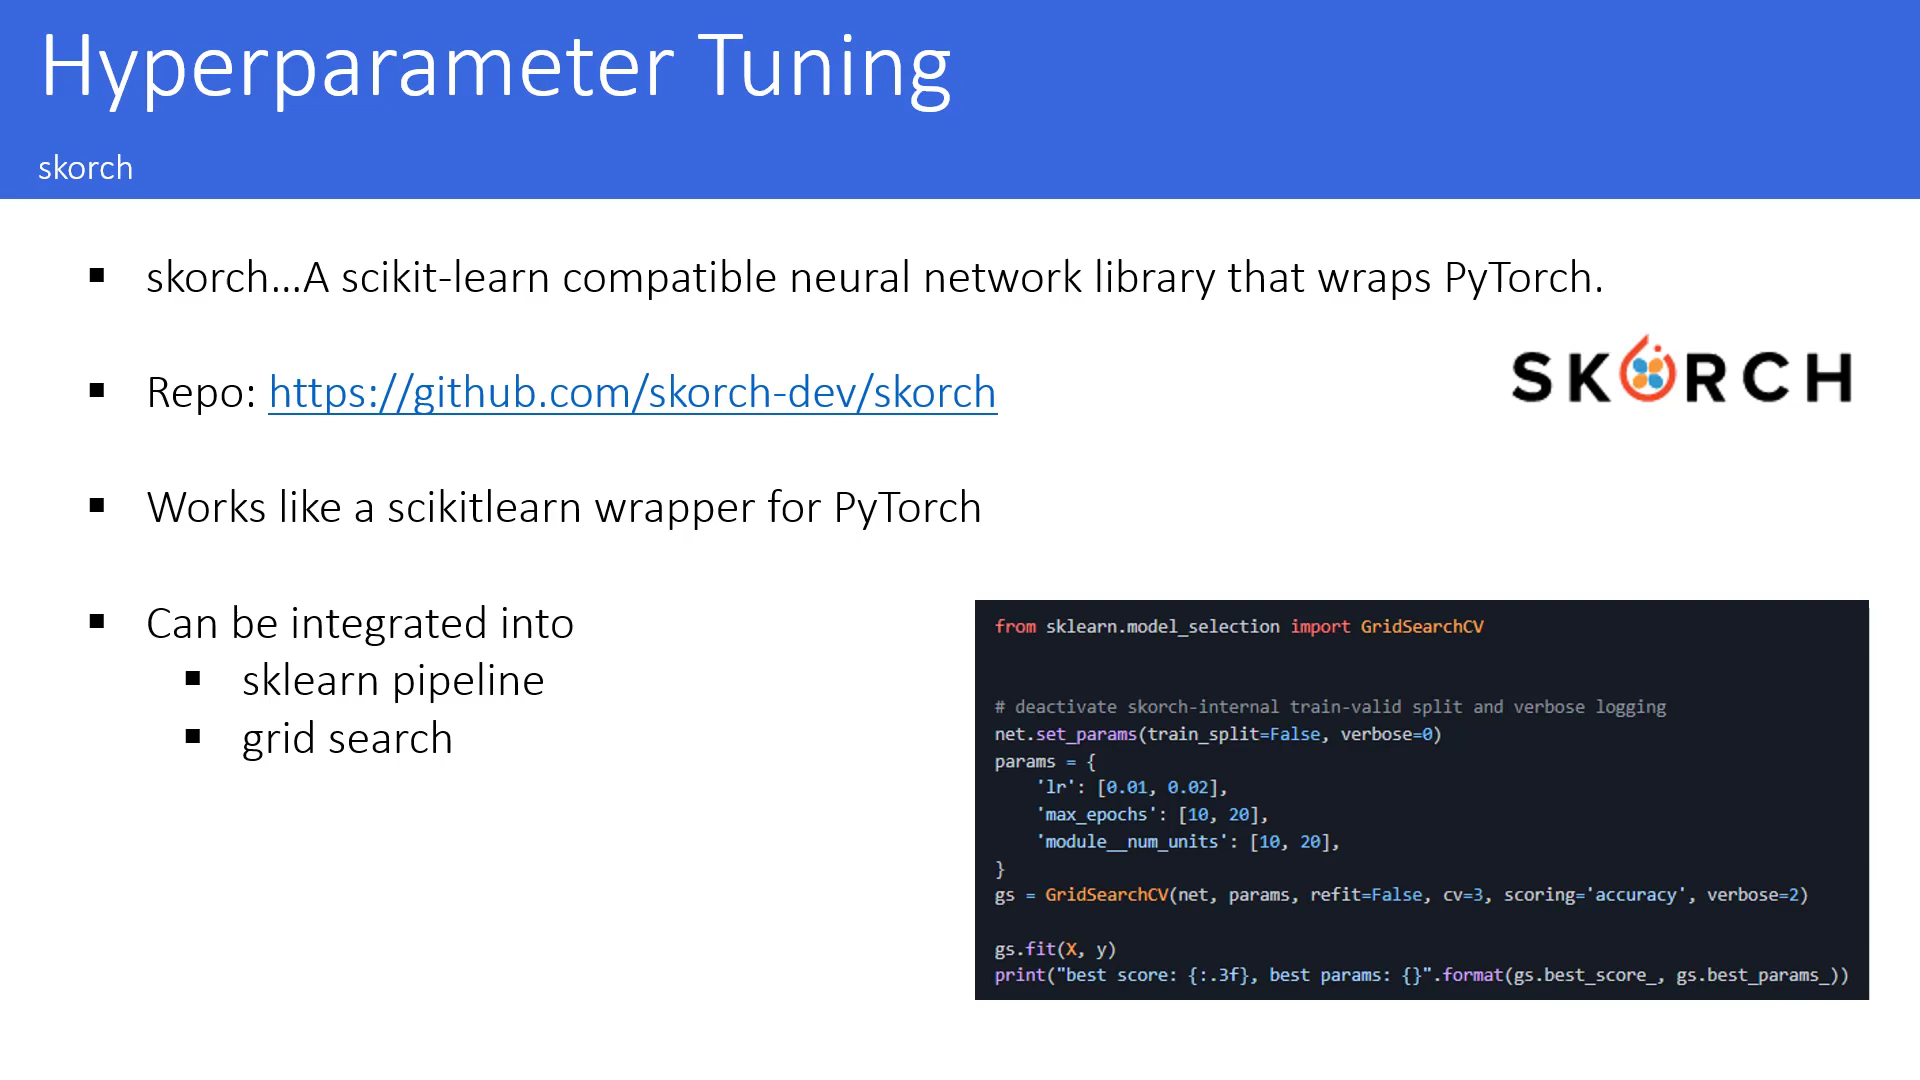 Hyperparameter Tuning
skorch
▪ skorch...A scikit-learn compatible neural network library that wraps PyTorch.
SKORCH
▪ Repo: https://github.com/skorch-dev/skorch
▪ Works like a scikitlearn wrapper for PyTorch
▪ Can be integrated into
▪ sklearn pipeline
▪ grid search
from sklearn.model_selection import GridSearchCV
# deactivate skorch-internal train-valid split and verbose logging
net.set_params(train_split=False, verbose=0)
params = {
    'lr': [0.01, 0.02],
    'max_epochs': [10, 20],
    'module__num_units': [10, 20],
}
gs = GridSearchCV(net, params, refit=False, cv=3, scoring='accuracy', verbose=2)
gs.fit(X, y)
print("best score: {:.3f}, best params: {}".format(gs.best_score_, gs.best_params_))